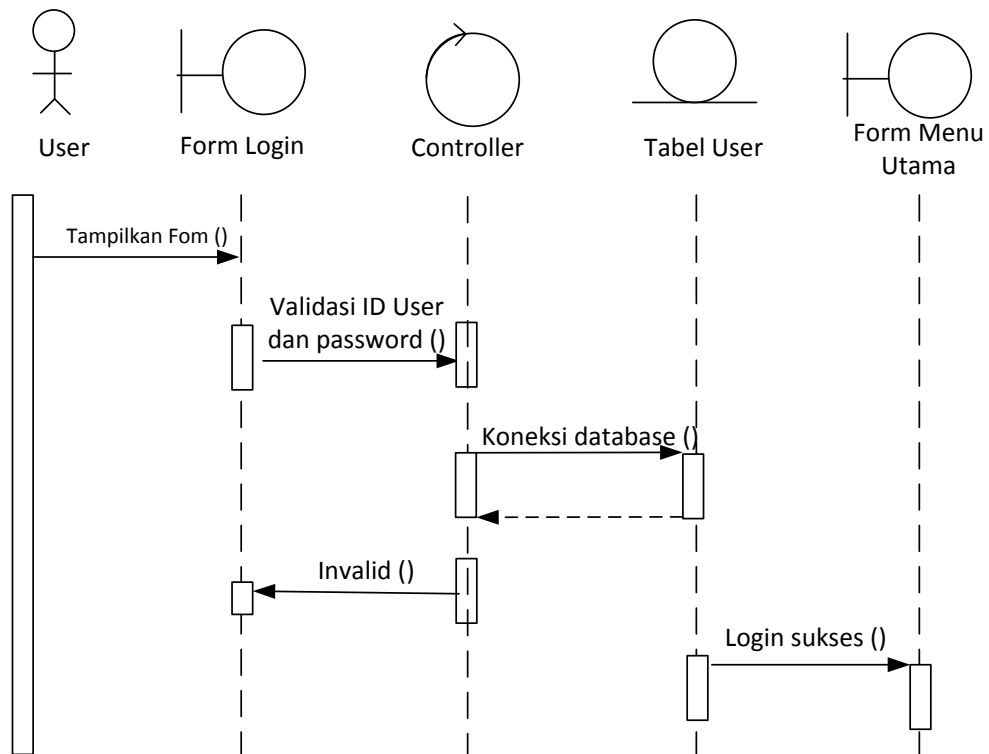 User
Form Login
Controller
Tabel User
Form Menu
Utama
Tampilkan Fom ()
Validasi ID User
dan password ()
Koneksi database ()
Invalid ()
Login sukses ()